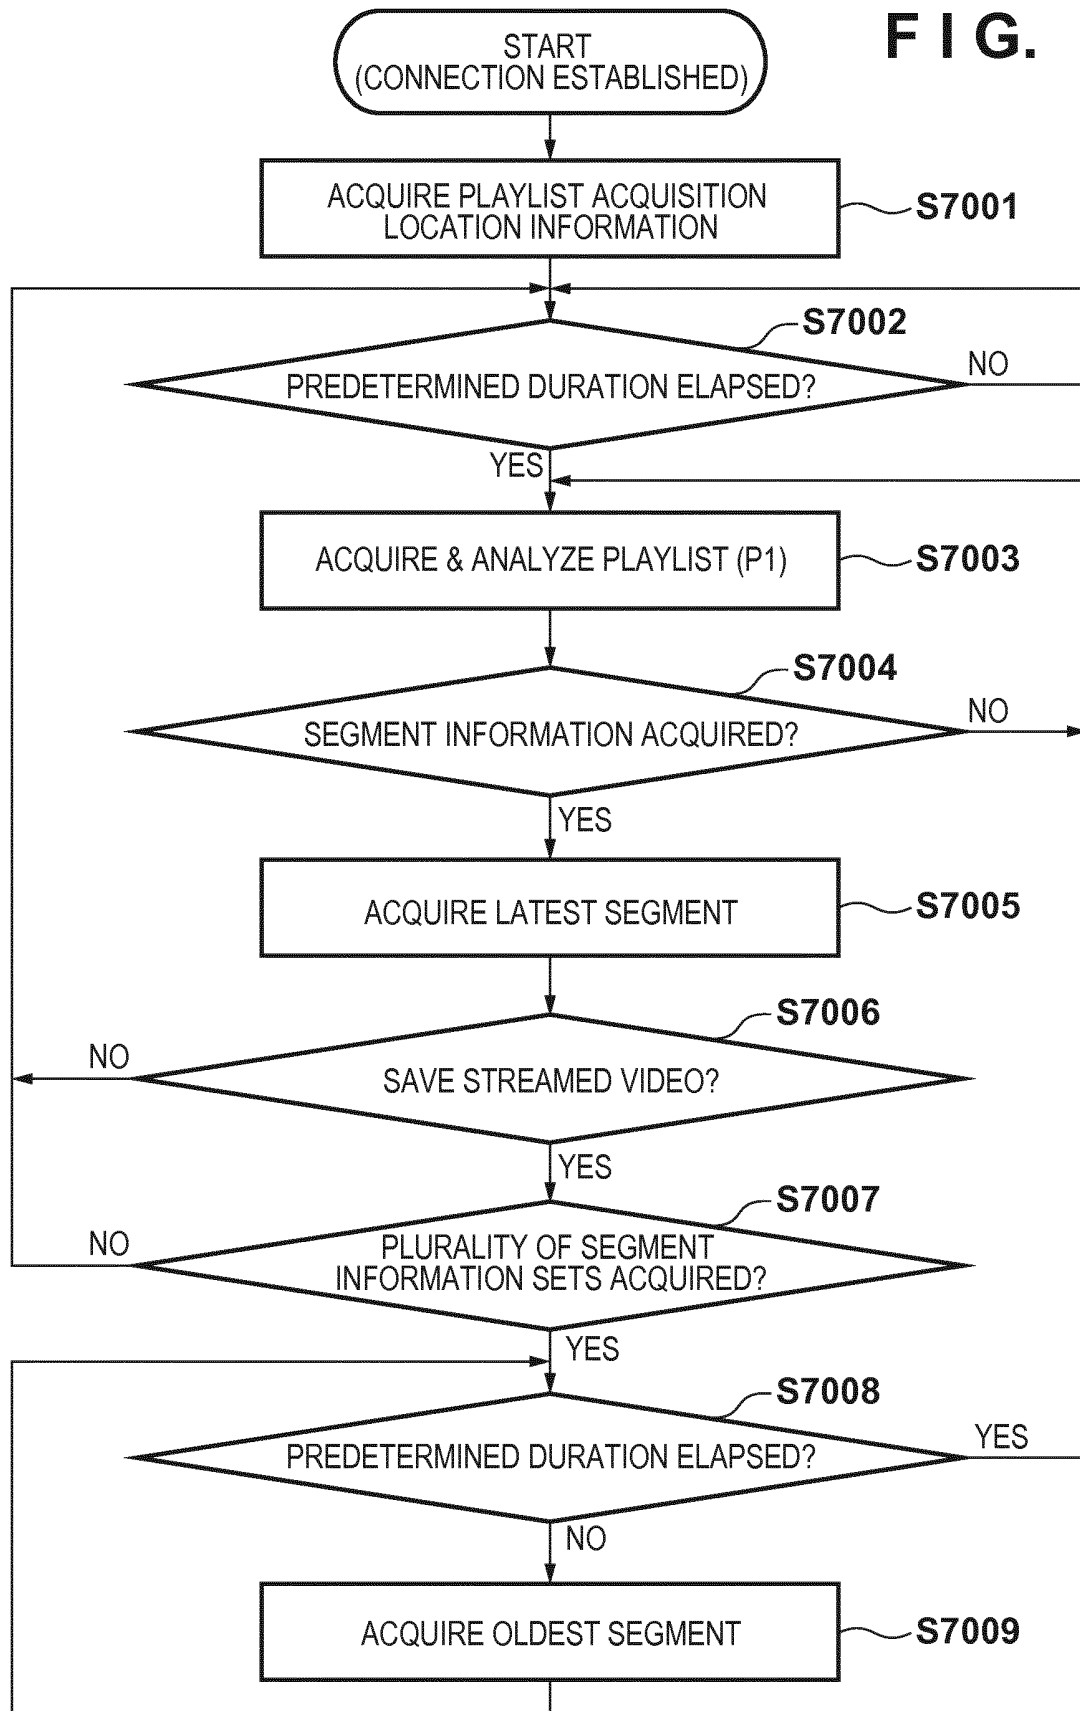 FIG.
START
(CONNECTION ESTABLISHED)
ACQUIRE PLAYLIST ACQUISITION
LOCATION INFORMATION
S7001
S7002
PREDETERMINED DURATION ELAPSED?
NO
YES
ACQUIRE & ANALYZE PLAYLIST (P1)
S7003
S7004
SEGMENT INFORMATION ACQUIRED?
NO
YES
ACQUIRE LATEST SEGMENT
S7005
S7006
NO
SAVE STREAMED VIDEO?
YES
S7007
NO
PLURALITY OF SEGMENT
INFORMATION SETS ACQUIRED?
YES
S7008
PREDETERMINED DURATION ELAPSED?
YES
NO
ACQUIRE OLDEST SEGMENT
S7009